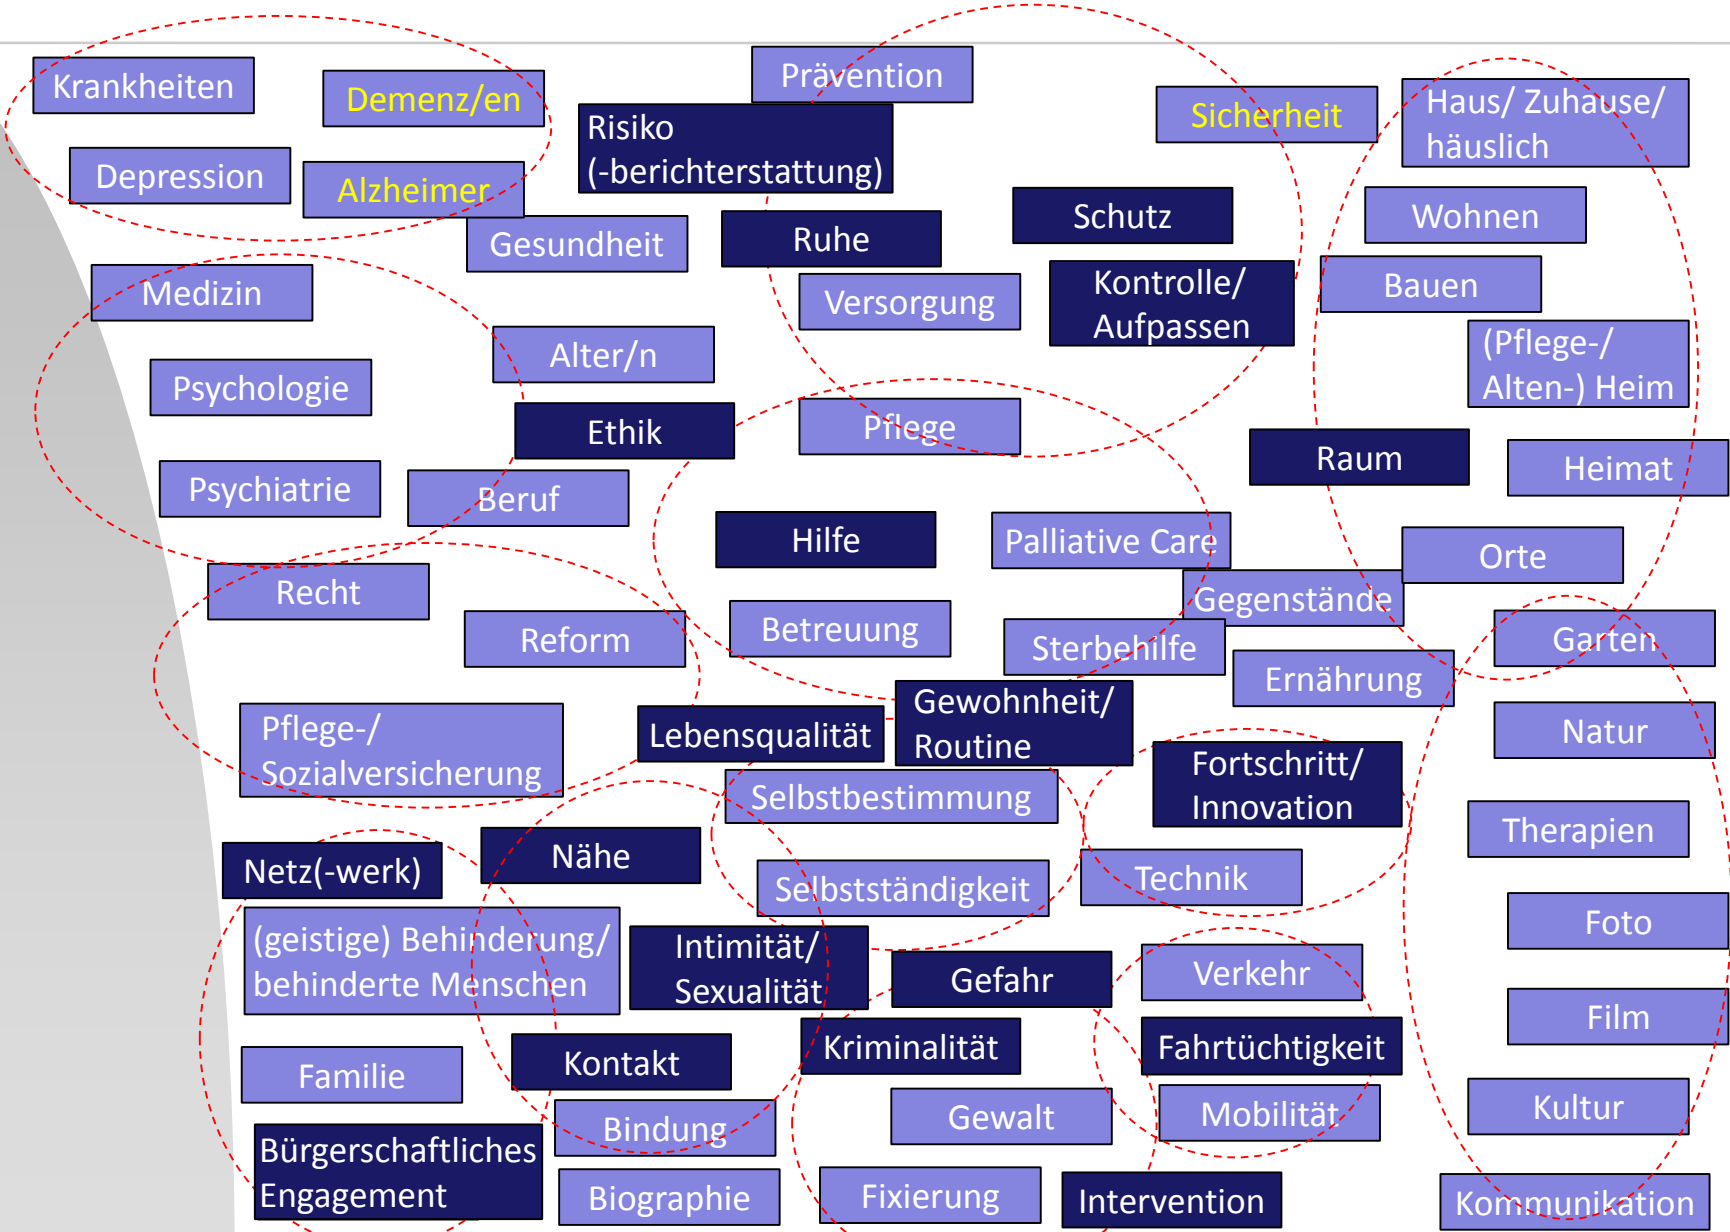 Krankheiten
Demenz/en
Prävention
Sicherheit
Haus/ Zuhause/
häuslich
Risiko
(-berichterstattung)
Depression
Alzheimer
Gesundheit
Ruhe
Schutz
Wohnen
Medizin
Versorgung
Kontrolle/
Aufpassen
Bauen
Alter/n
(Pflege-/
Alten-) Heim
Psychologie
Ethik
Pflege
Raum
Heimat
Psychiatrie
Beruf
Hilfe
Palliative Care
Orte
Recht
Gegenstände
Reform
Betreuung
Sterbehilfe
Garten
Ernährung
Pflege-/
Sozialversicherung
Lebensqualität
Gewohnheit/
Routine
Natur
Fortschritt/
Innovation
Selbstbestimmung
Therapien
Netz(-werk)
Nähe
Selbstständigkeit
Technik
Foto
(geistige) Behinderung/
behinderte Menschen
Intimität/
Sexualität
Gefahr
Verkehr
Film
Familie
Kontakt
Kriminalität
Fahrtüchtigkeit
Kultur
Bindung
Gewalt
Mobilität
Bürgerschaftliches
Engagement
Biographie
Fixierung
Intervention
Kommunikation